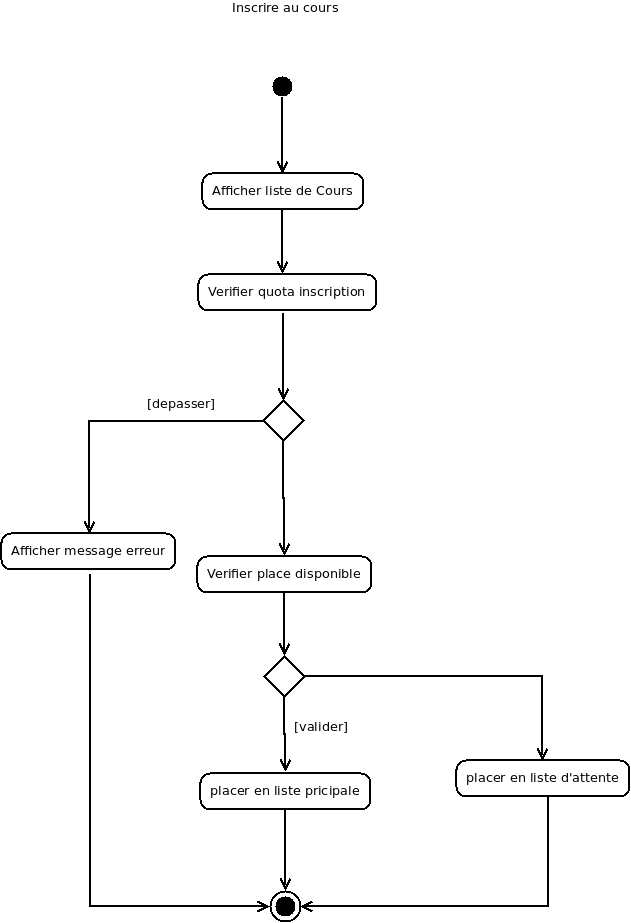 Inscrire au cours
Afficher liste de Cours
Verifier quota inscription
[depasser]
Afficher message erreur
Verifier place disponible
[valider]
placer en liste pricipale
placer en liste d'attente